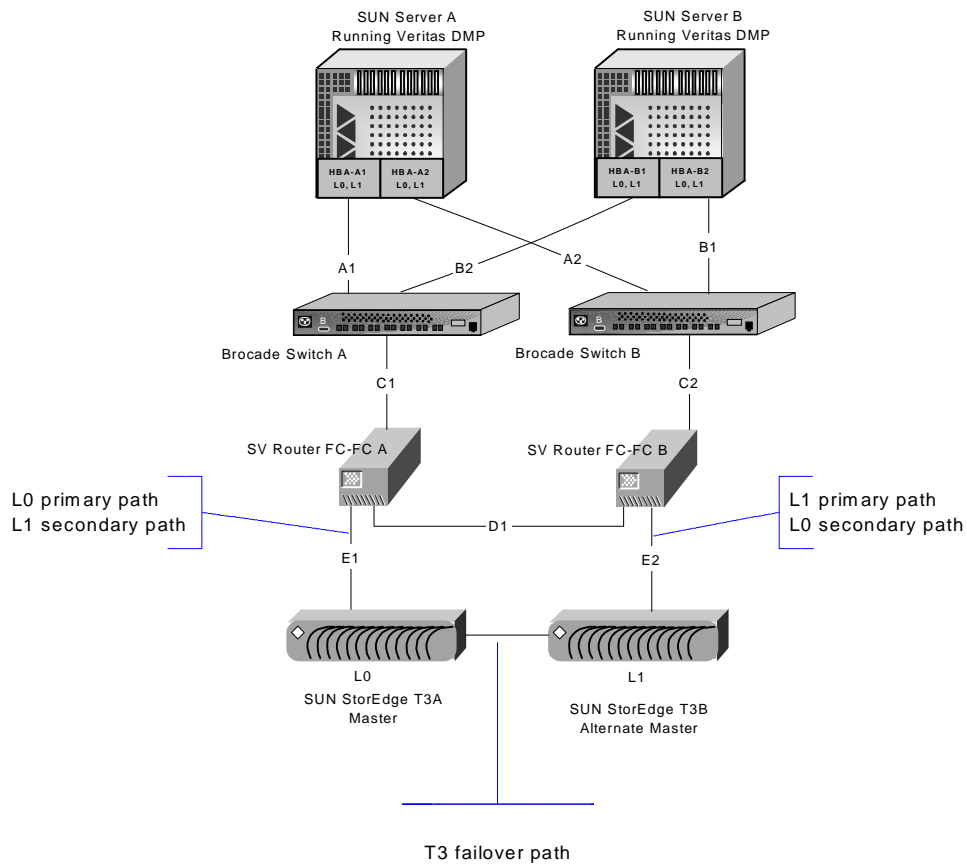 SUN Server A
Running Veritas DMP
SUN Server B
Running Veritas DMP
HBA-A1
L0, L1
HBA-A2
L0, L1
HBA-B1
L0, L1
HBA-B2
L0, L1
A1
B2
A2
B1
B
B
Brocade Switch A
Brocade Switch B
C1
C2
SV Router FC-FC A
SV Router FC-FC B
L0 primary path
L1 secondary path
L1 primary path
L0 secondary path
D1
E1
E2
L0
SUN StorEdge T3A
Master
L1
SUN StorEdge T3B
Alternate Master
T3 failover path